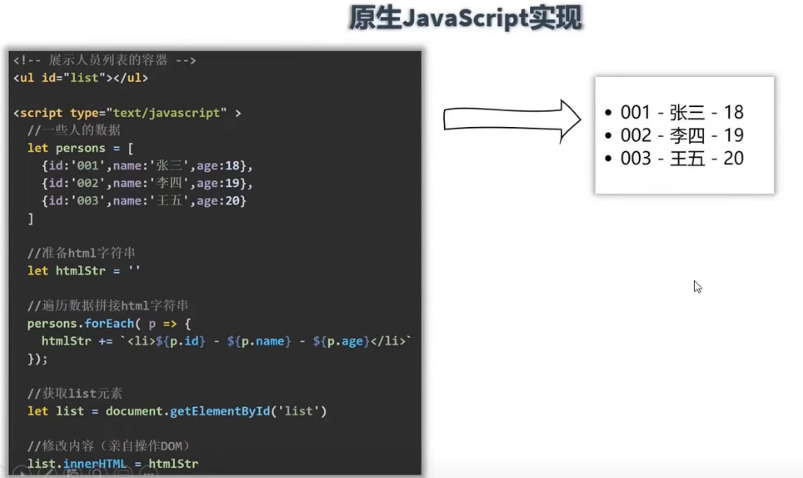 原生JavaScript实现
<!-- 展示人员列表的容器 -->
<ul id="list"></ul>
<script type="text/javascript" >
//一些人的数据
let persons = [
{id:'001',name:'张三',age:18},
{id:'002',name:'李四',age:19},
{id:'003',name:'王五',age:20}
]
//准备html字符串
let htmlStr = ''
//遍历数据拼接html字符串
persons.forEach( p => {
htmlStr += `<li>${p.id} - ${p.name} - ${p.age}</li>`
});
//获取list元素
let list = document.getElementById('list')
//修改内容（亲自操作DOM）
list.innerHTML = htmlStr
• 001 - 张三 - 18
• 002 - 李四 - 19
• 003 - 王五 - 20